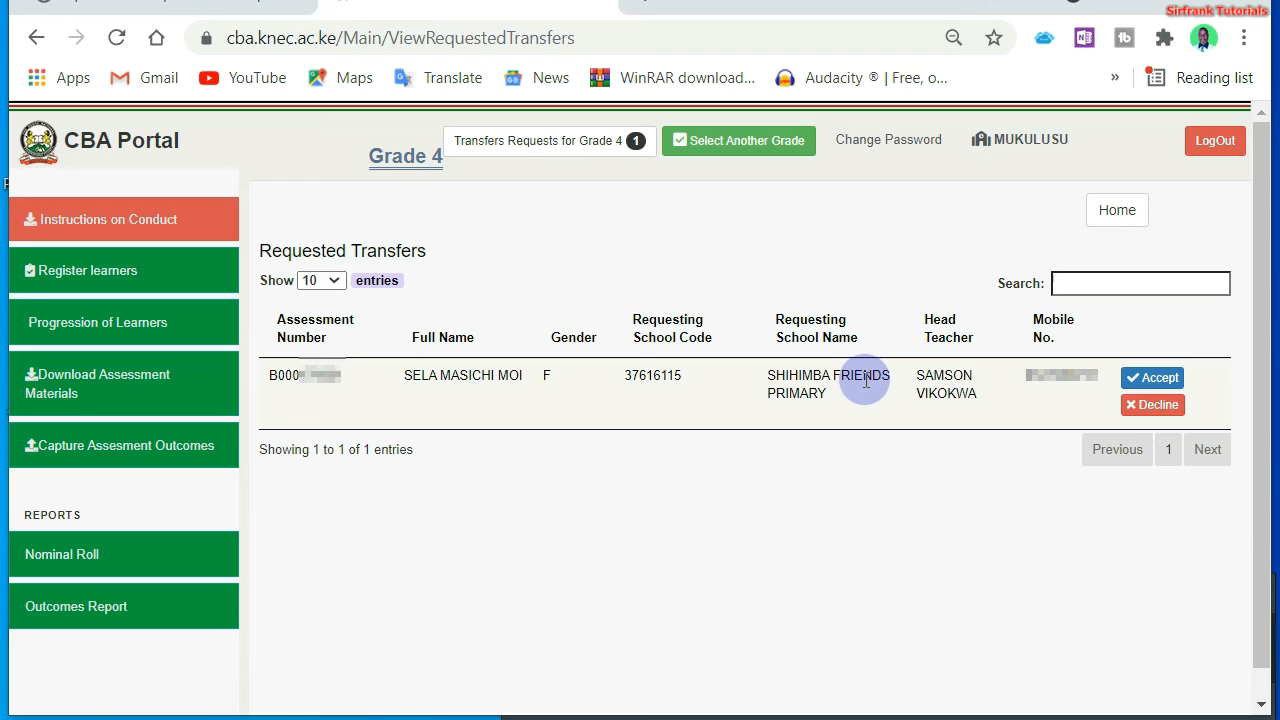 Sirfrank Tutorials
cba.knec.ac.ke/Main/ViewRequestedTransfers
Apps Gmail YouTube Maps Translate News WinRAR download... Audacity ® | Free, o... » Reading list
CBA Portal
Grade 4
Transfers Requests for Grade 4 1
Select Another Grade
Change Password
MUKULUSU
LogOut
Instructions on Conduct
Register learners
Progression of Learners
Download Assessment
Materials
Capture Assesment Outcomes
REPORTS
Nominal Roll
Outcomes Report
Home
Requested Transfers
Show 10 entries
Search:
Assessment
Number
Full Name
Gender
Requesting
School Code
Requesting
School Name
Head
Teacher
Mobile
No.
B000
SELA MASICHI MOI
F
37616115
SHIHIMBA FRIENDS
PRIMARY
SAMSON
VIKOKWA
Accept
Decline
Showing 1 to 1 of 1 entries
Previous 1 Next